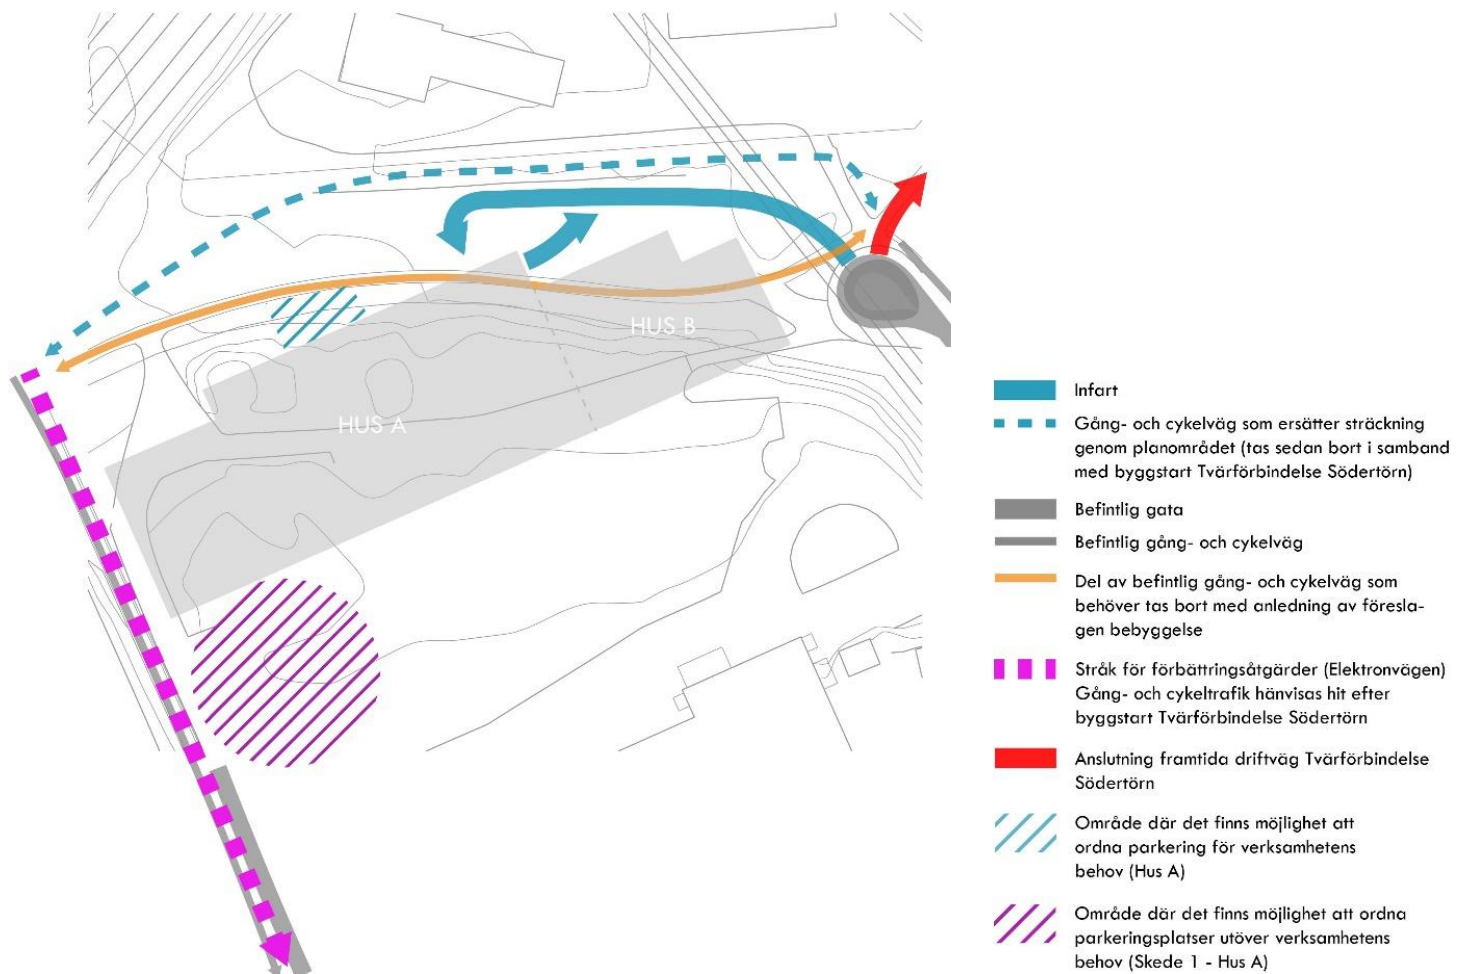 HUS B
HUS A
Infart
Gång- och cykelväg som ersätter sträckning
genom planområdet (tas sedan bort i samband
med byggstart Tvärförbindelse Södertörn)
Befintlig gata
Befintlig gång- och cykelväg
Del av befintlig gång- och cykelväg som
behöver tas bort med anledning av föresla-
gen bebyggelse
Stråk för förbättringsåtgärder (Elektronvägen)
Gång- och cykeltrafik hänvisas hit efter
byggstart Tvärförbindelse Södertörn
Anslutning framtida driftväg Tvärförbindelse
Södertörn
Område där det finns möjlighet att
ordna parkering för verksamhetens
behov (Hus A)
Område där det finns möjlighet att ordna
parkeringsplatser utöver verksamhetens
behov (Skede 1 - Hus A)